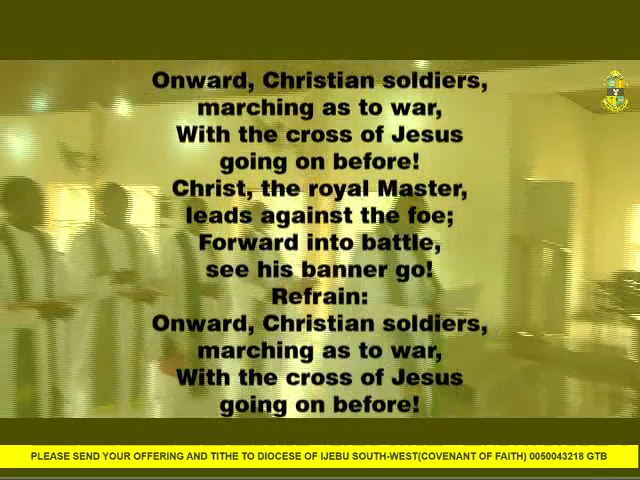 Onward, Christian soldiers,
marching as to war,
With the cross of Jesus
going on before!
Christ, the royal Master,
leads against the foe;
Forward into battle,
see his banner go!
Refrain:
Onward, Christian soldiers,
marching as to war,
With the cross of Jesus
going on before!
PLEASE SEND YOUR OFFERING AND TITHE TO DIOCESE OF IJEBU SOUTH-WEST(COVENANT OF FAITH) 0050043218 GTB